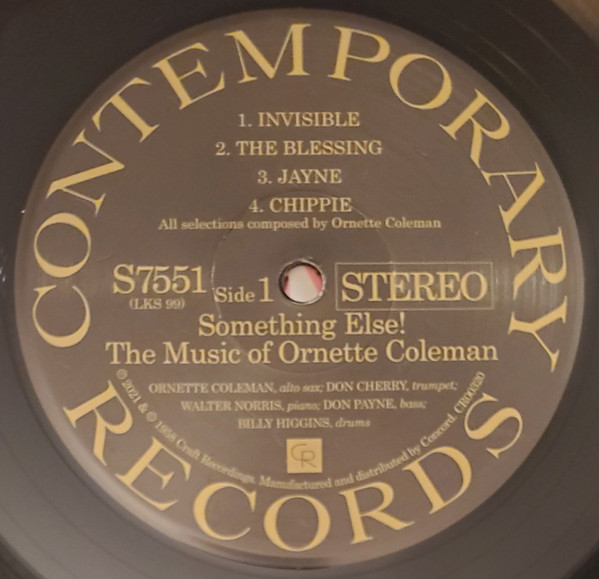 CONTEMPORARY
1. INVISIBLE
2. THE BLESSING
3. JAYNE
4. CHIPPIE
All selections composed by Ornette Coleman
S7551
(LKS 99)
Side 1
STEREO
Something Else!
The Music of Ornette Coleman
ORNETTE COLEMAN, alto sax; DON CHERRY, trumpet;
WALTER NORRIS, piano; DON PAYNE, bass;
BILLY HIGGINS, drums
CR
℗ 2021 & © 1958 Craft Recordings. Manufactured and distributed by Concord. CR00320
RECORDS